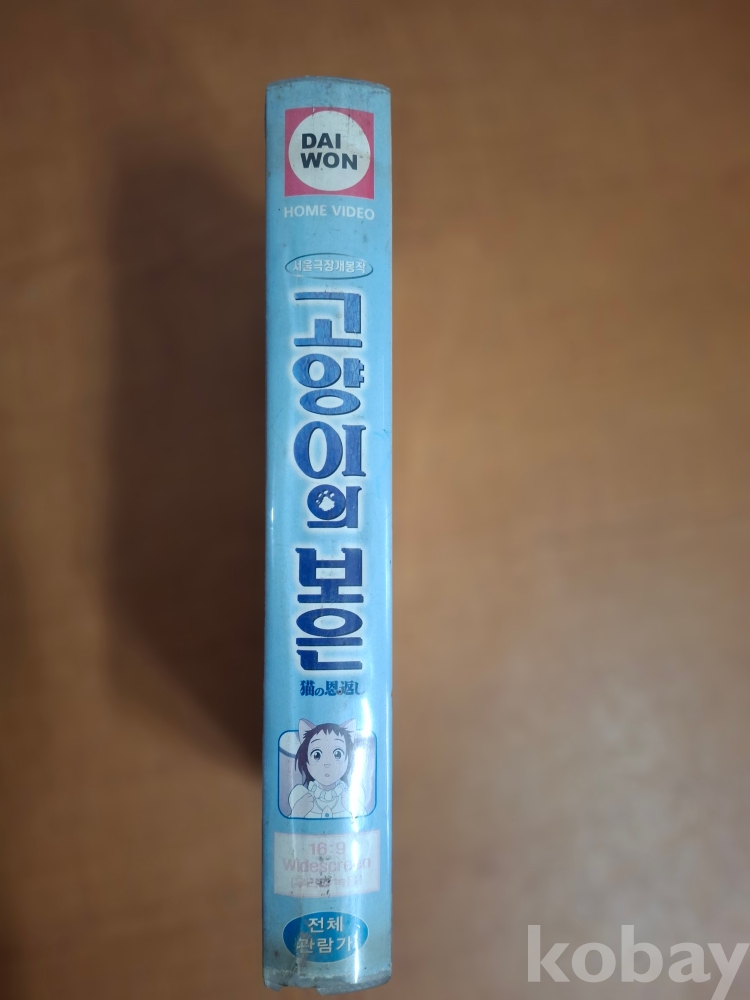 DAI
WON
HOME VIDEO
서울극장개봉작
고양이의 보은
猫の恩返し
16:9
Widescreen
전체
관람가
kobay